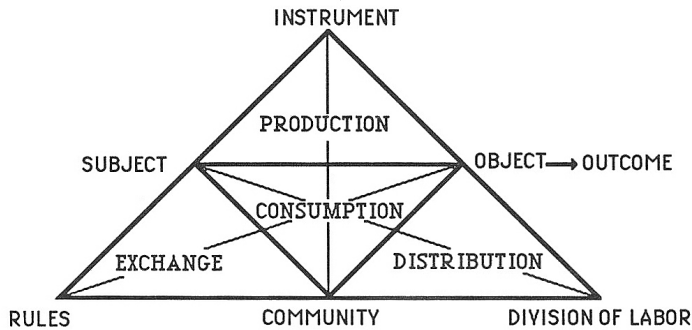 INSTRUMENT
PRODUCTION
SUBJECT
OBJECT → OUTCOME
CONSUMPTION
EXCHANGE
DISTRIBUTION
RULES
COMMUNITY
DIVISION OF LABOR